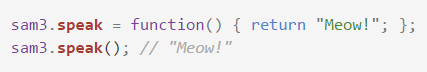 sam3.speak = function() { return "Meow!"; };
sam3.speak(); // "Meow!"